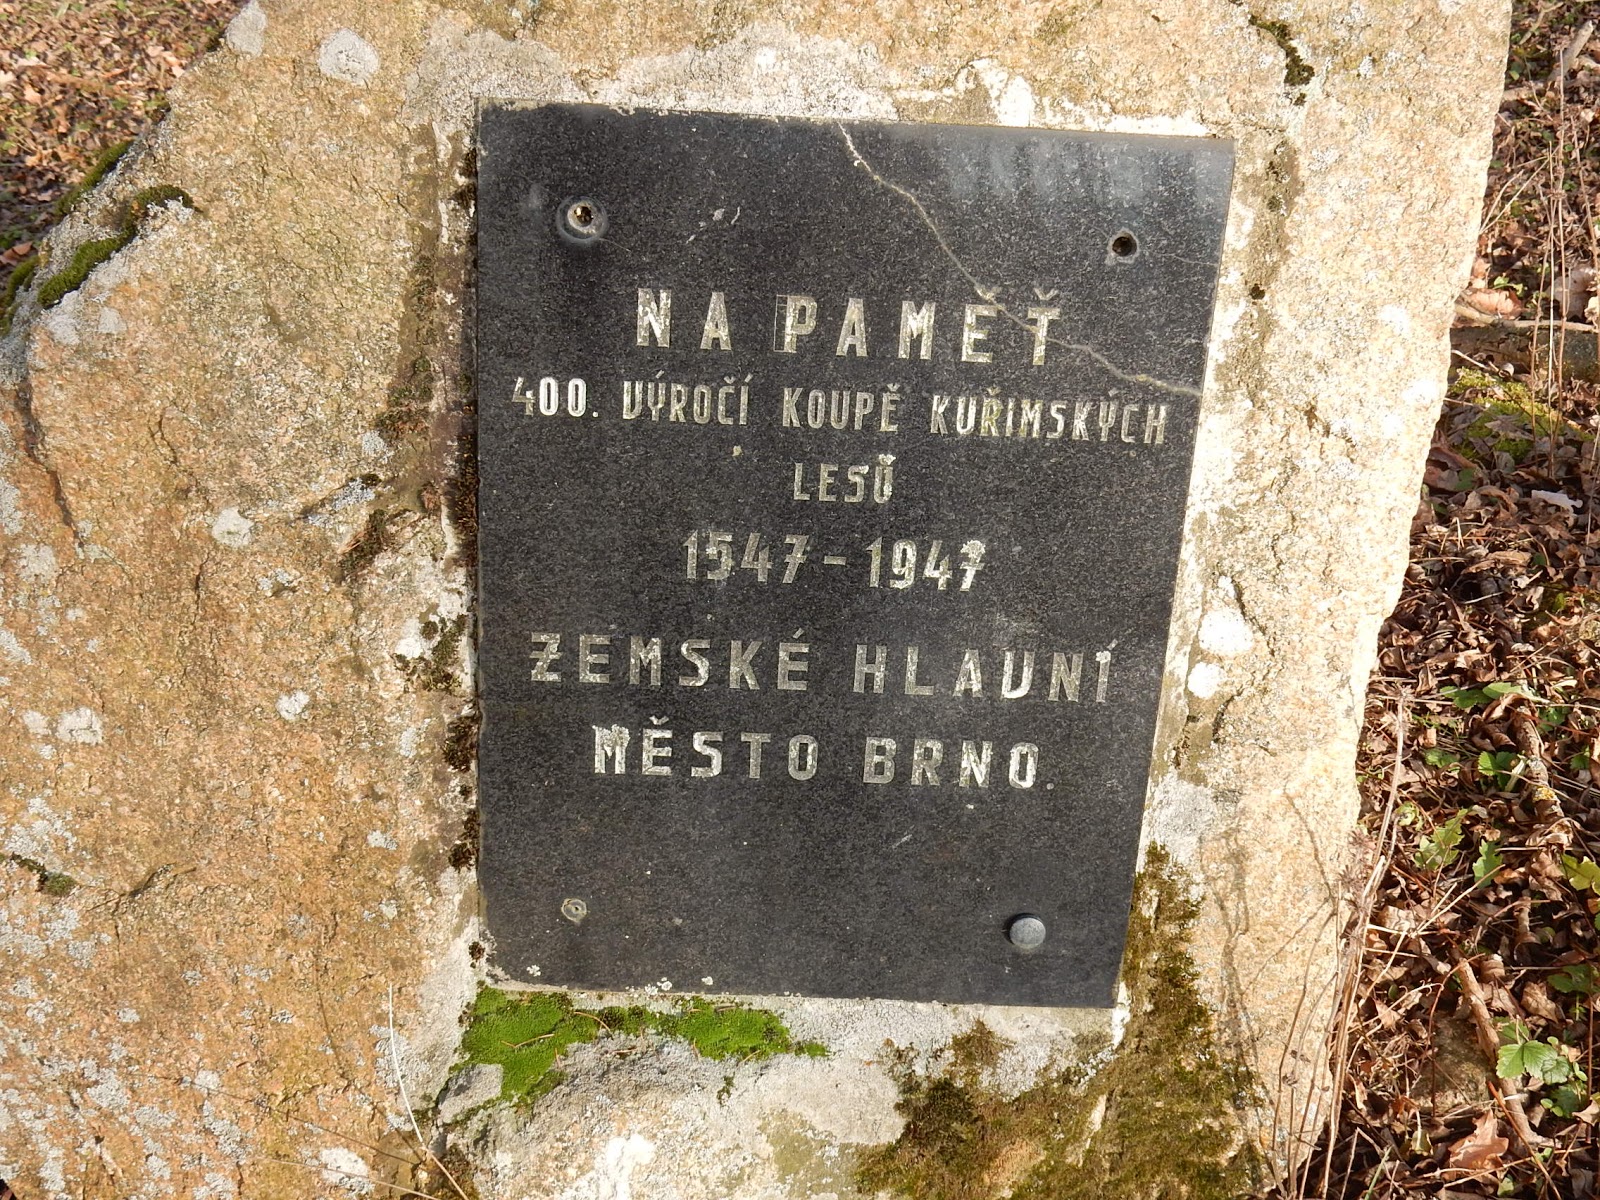 NA PAMĚŤ
400. VÝROČÍ KOUPĚ KUŘIMSKÝCH
LESŮ
1547 - 1947
ZEMSKÉ HLAVNÍ
MĚSTO BRNO.